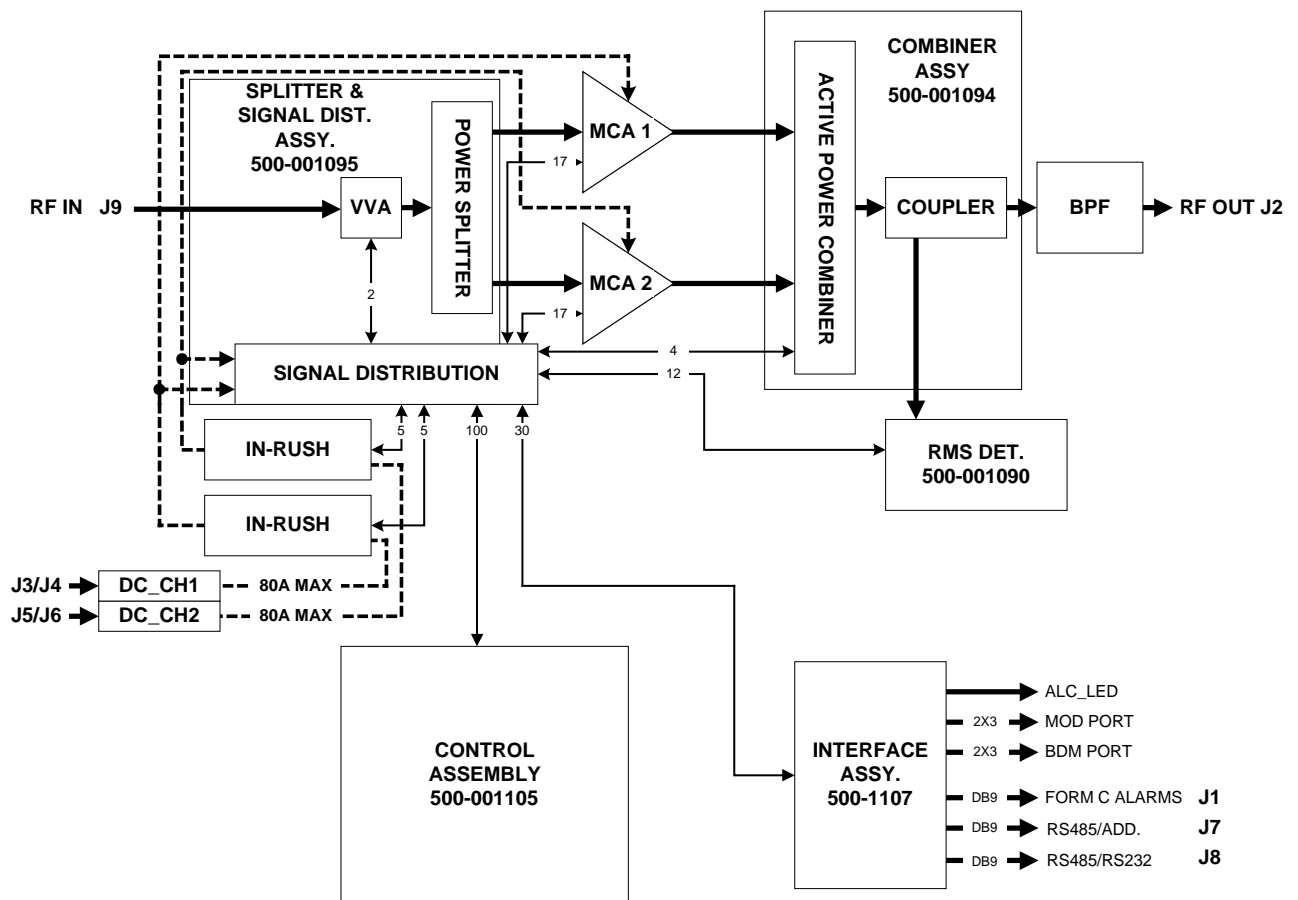 SPLITTER &
SIGNAL DIST.
ASSY.
500-001095
COMBINER
ASSY
500-001094
POWER SPLITTER
MCA 1
17
ACTIVE POWER COMBINER
RF IN J9
VVA
COUPLER
BPF
RF OUT J2
MCA 2
17
2
SIGNAL DISTRIBUTION
4
12
5
5
100
30
IN-RUSH
RMS DET.
500-001090
IN-RUSH
J3/J4
DC_CH1
80A MAX
J5/J6
DC_CH2
80A MAX
CONTROL
ASSEMBLY
500-001105
INTERFACE
ASSY.
500-1107
ALC_LED
2X3 MOD PORT
2X3 BDM PORT
DB9 FORM C ALARMS J1
DB9 RS485/ADD. J7
DB9 RS485/RS232 J8